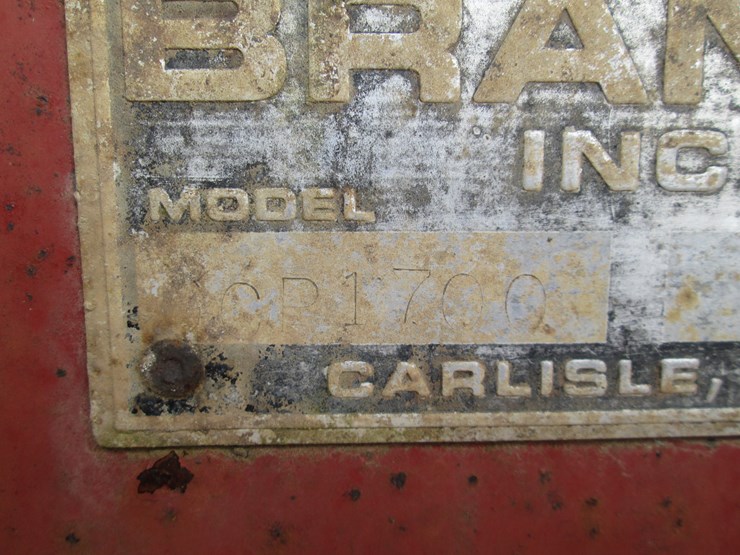 BRAN
INC
MODEL
CP1700
CARLISLE,